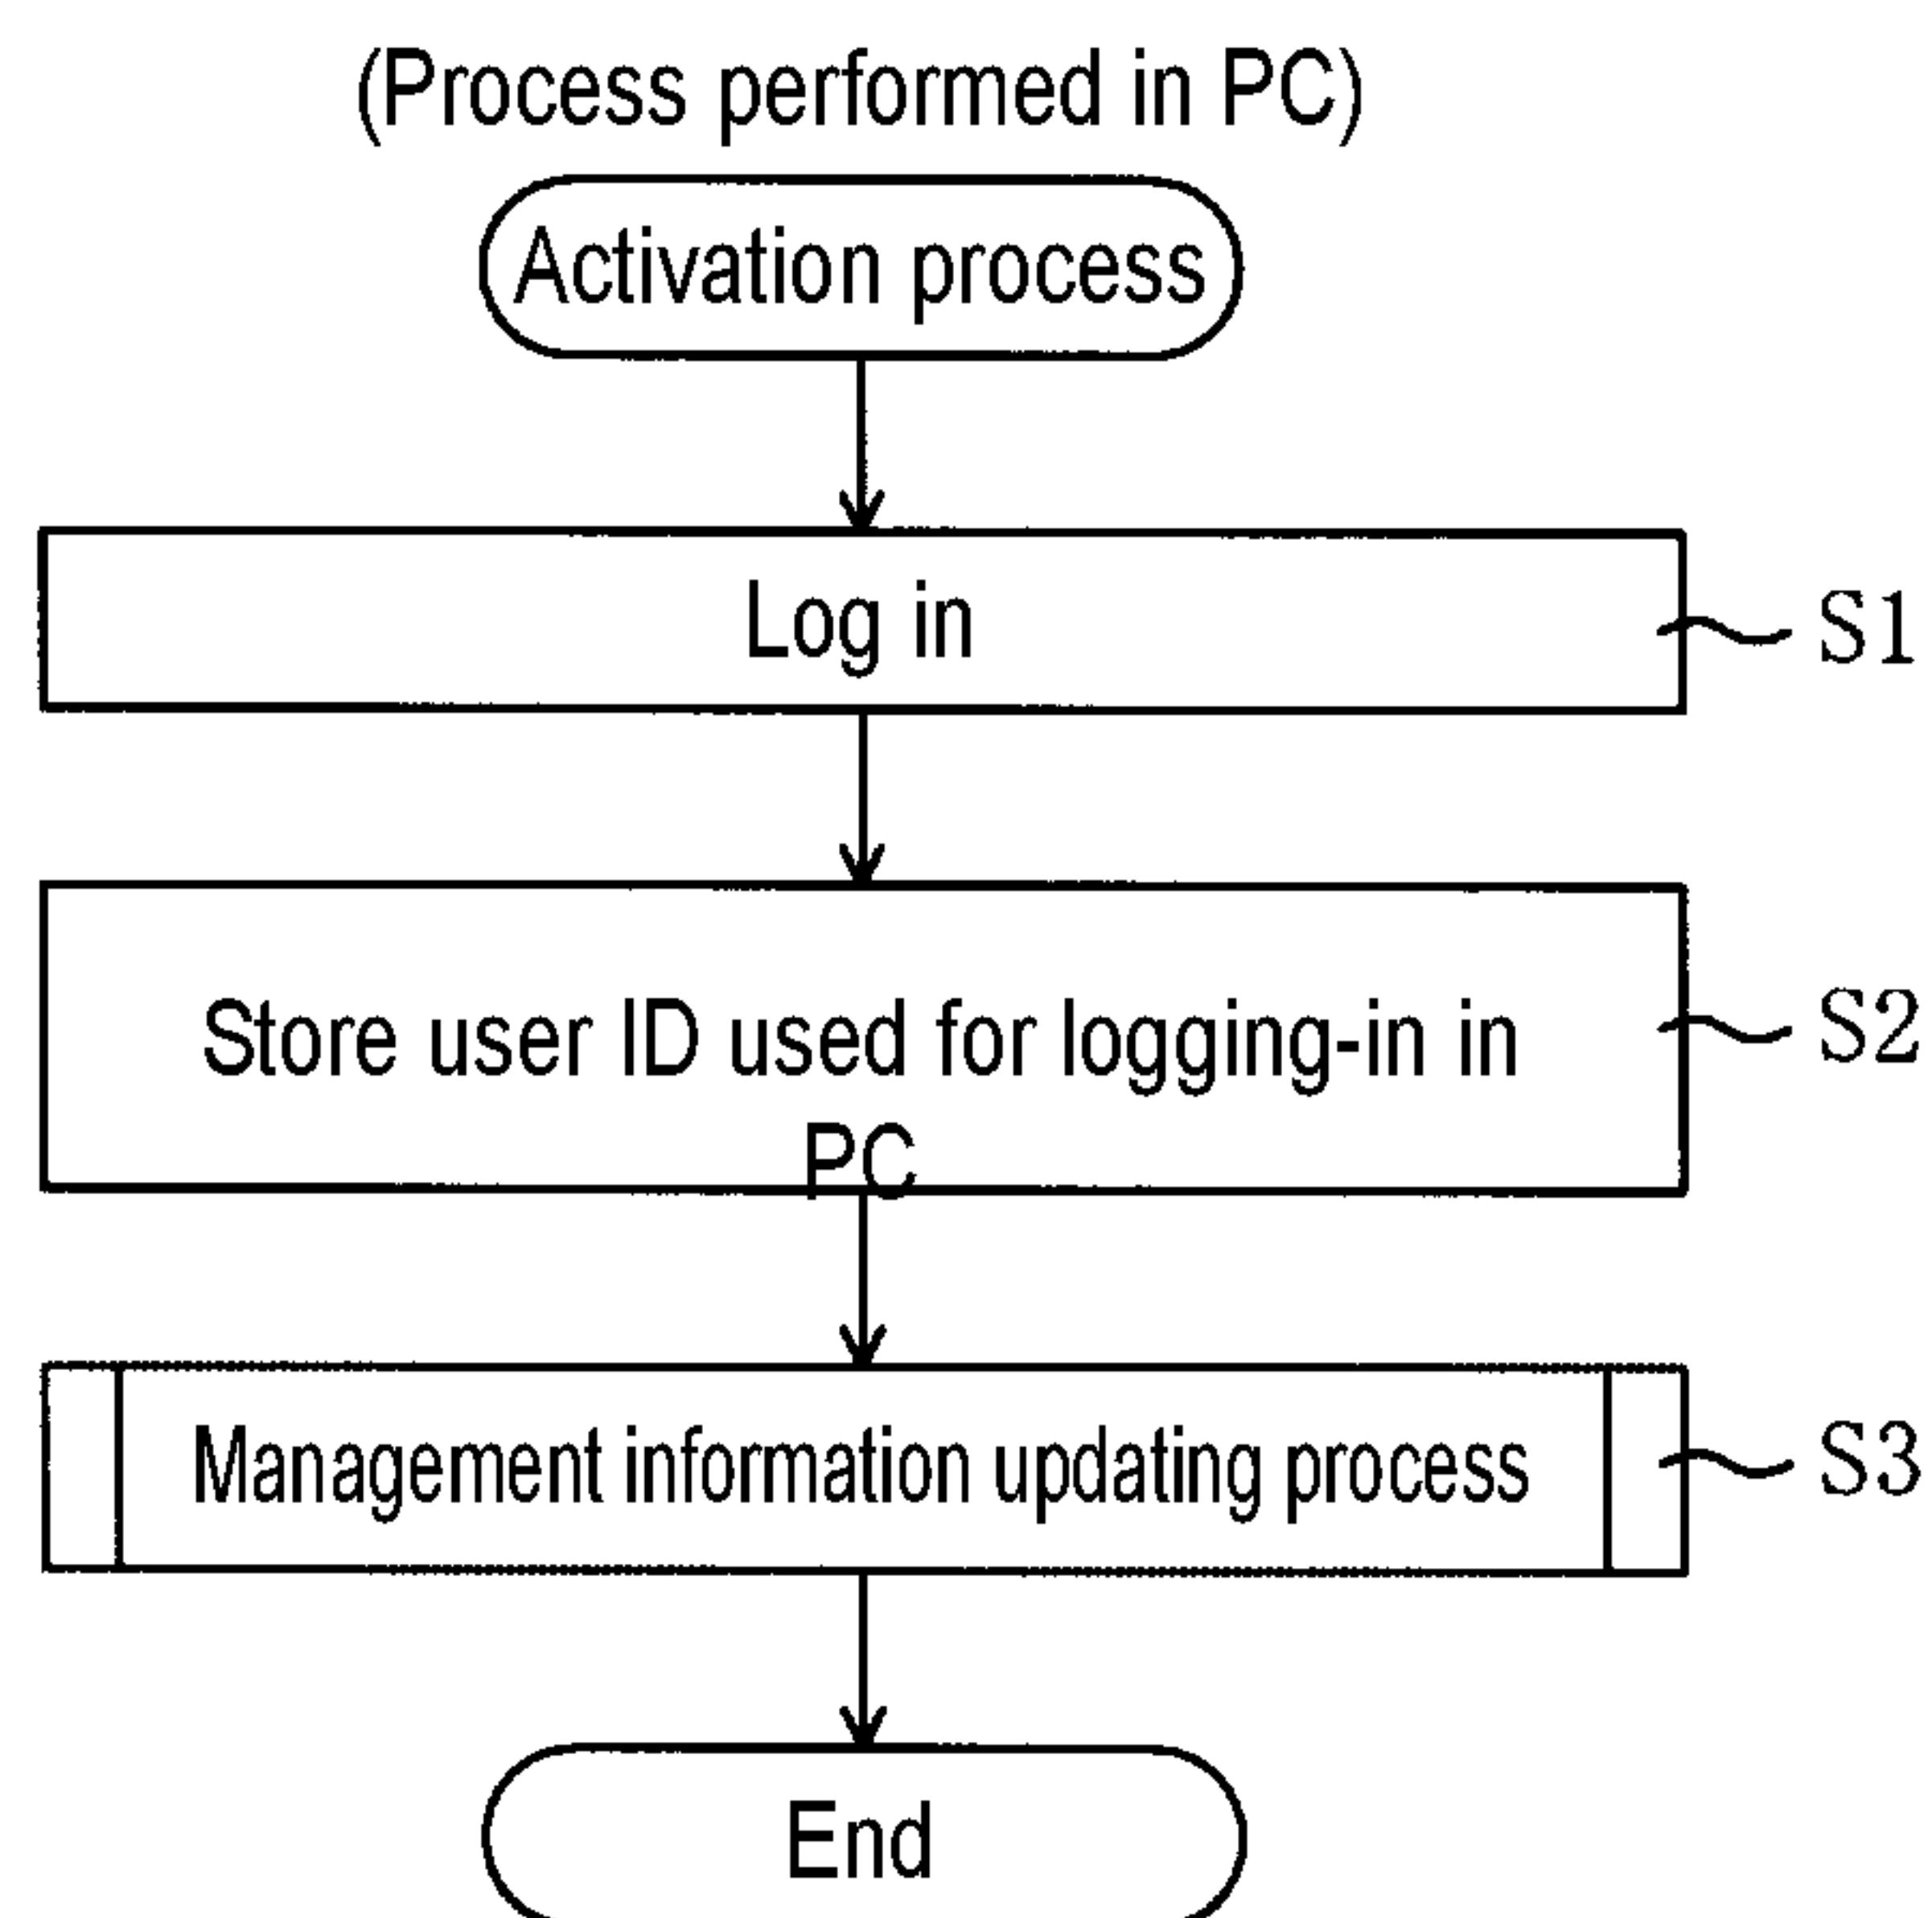 (Process performed in PC)
Activation process
Log in
S1
Store user ID used for logging-in in
PC
S2
Management information updating process
S3
End